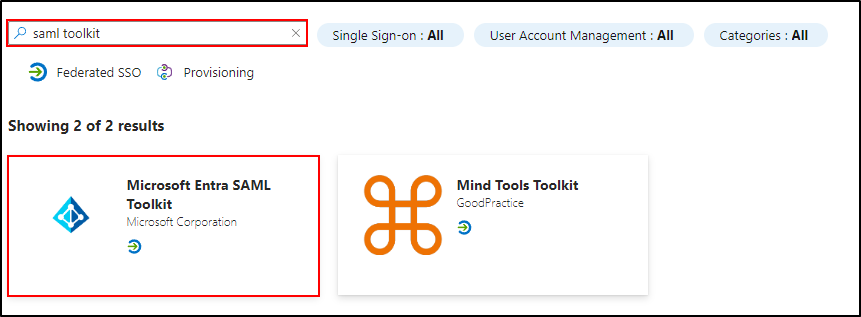 saml toolkit
Single Sign-on : All
User Account Management : All
Categories : All
Federated SSO
Provisioning
Showing 2 of 2 results
Microsoft Entra SAML
Toolkit
Microsoft Corporation
Mind Tools Toolkit
GoodPractice